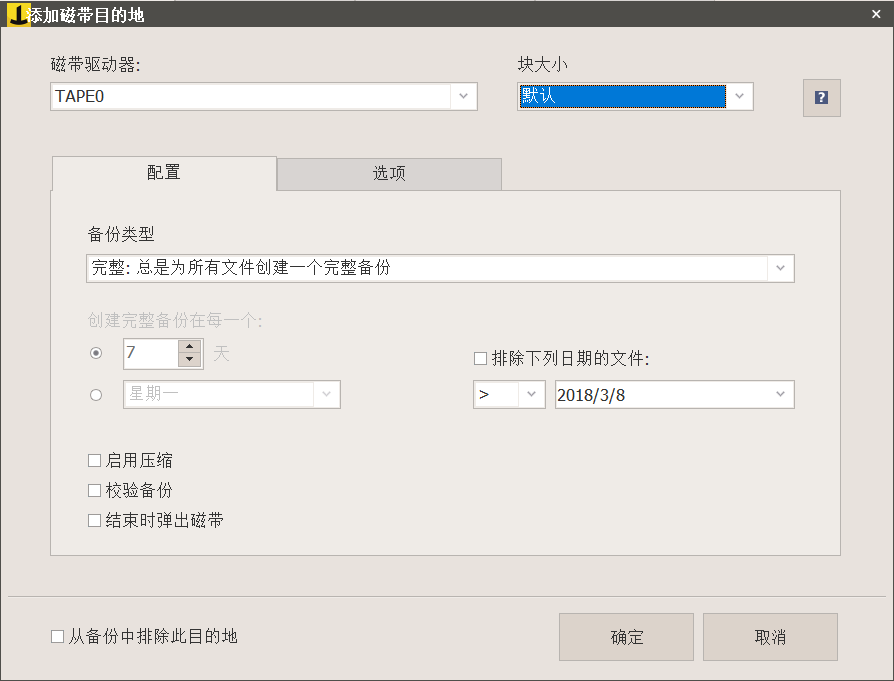 添加磁带目的地
磁带驱动器:
块大小
TAPE0
默认
?
配置
选项
备份类型
完整: 总是为所有文件创建一个完整备份
创建完整备份在每一个:
7
天
排除下列日期的文件:
星期一
>
2018/3/8
启用压缩
校验备份
结束时弹出磁带
从备份中排除此目的地
确定
取消